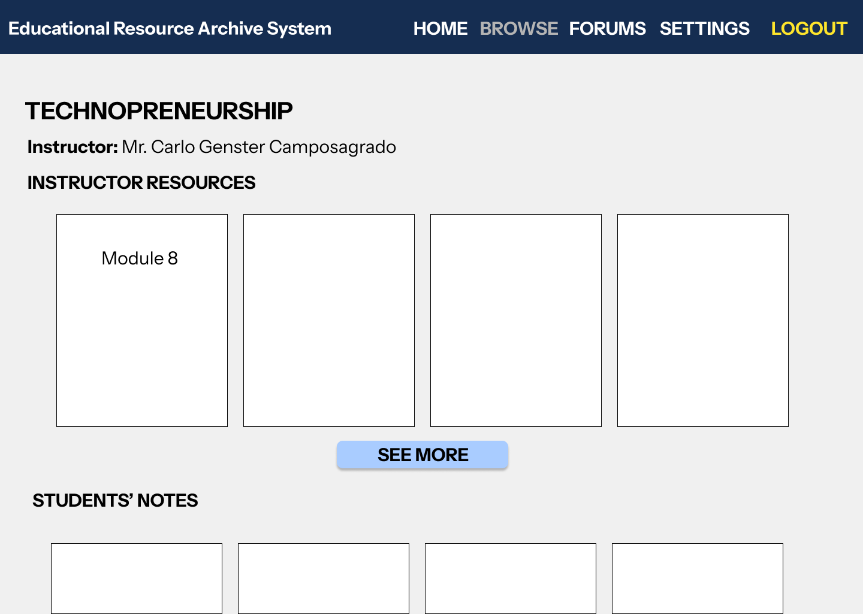 Educational Resource Archive System HOME BROWSE FORUMS SETTINGS LOGOUT
TECHNOPRENEURSHIP
Instructor: Mr. Carlo Genster Camposagrado
INSTRUCTOR RESOURCES
Module 8
SEE MORE
STUDENTS’ NOTES